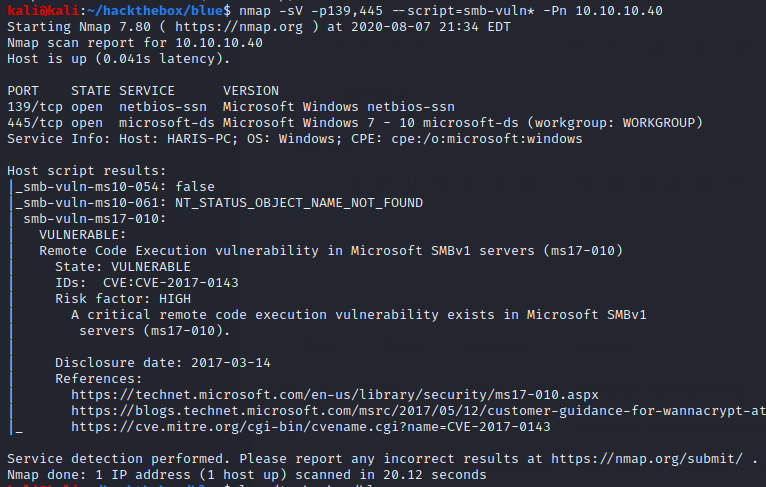 kali@kali:~/hackthebox/blue$ nmap -sV -p139,445 --script=smb-vuln* -Pn 10.10.10.40
Starting Nmap 7.80 ( https://nmap.org ) at 2020-08-07 21:34 EDT
Nmap scan report for 10.10.10.40
Host is up (0.041s latency).
PORT    STATE SERVICE      VERSION
139/tcp open  netbios-ssn  Microsoft Windows netbios-ssn
445/tcp open  microsoft-ds Microsoft Windows 7 - 10 microsoft-ds (workgroup: WORKGROUP)
Service Info: Host: HARIS-PC; OS: Windows; CPE: cpe:/o:microsoft:windows
Host script results:
|_smb-vuln-ms10-054: false
|_smb-vuln-ms10-061: NT_STATUS_OBJECT_NAME_NOT_FOUND
| smb-vuln-ms17-010:
|   VULNERABLE:
|   Remote Code Execution vulnerability in Microsoft SMBv1 servers (ms17-010)
|     State: VULNERABLE
|     IDs:  CVE:CVE-2017-0143
|     Risk factor: HIGH
|       A critical remote code execution vulnerability exists in Microsoft SMBv1
|        servers (ms17-010).
|
|     Disclosure date: 2017-03-14
|     References:
|       https://technet.microsoft.com/en-us/library/security/ms17-010.aspx
|       https://blogs.technet.microsoft.com/msrc/2017/05/12/customer-guidance-for-wannacrypt-at
|_      https://cve.mitre.org/cgi-bin/cvename.cgi?name=CVE-2017-0143
Service detection performed. Please report any incorrect results at https://nmap.org/submit/ .
Nmap done: 1 IP address (1 host up) scanned in 20.12 seconds